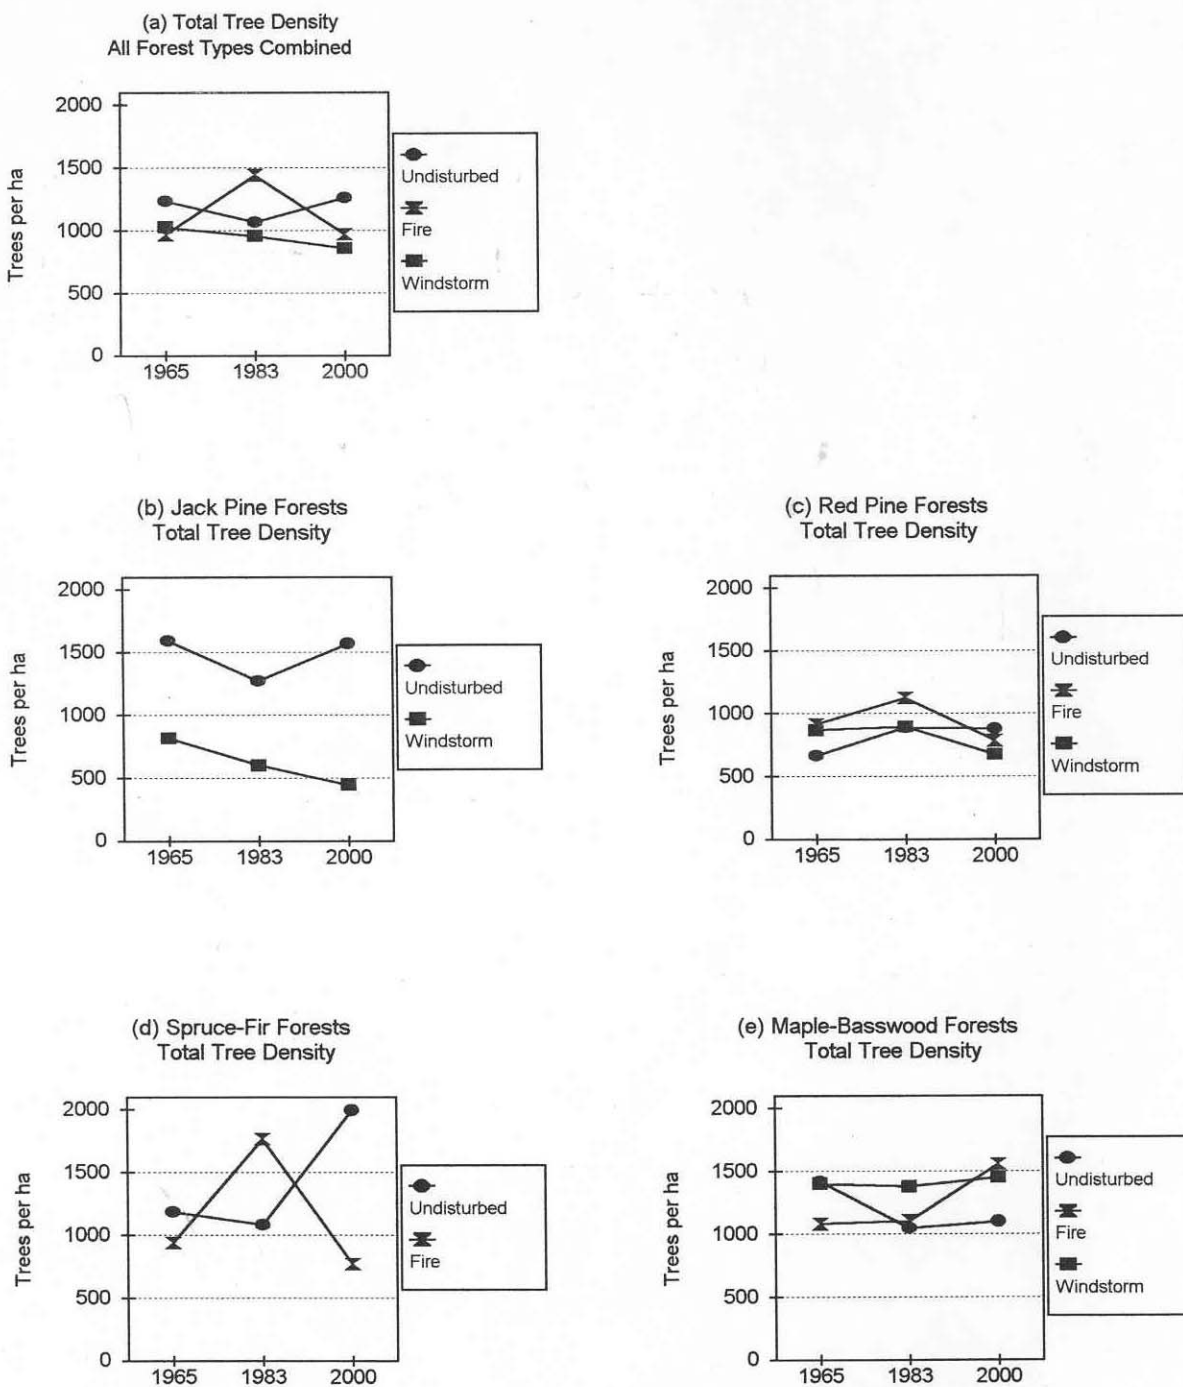 (a) Total Tree Density
All Forest Types Combined
Trees per ha
2000
1500
1000
500
0
1965 1983 2000
Undisturbed
Fire
Windstorm
(b) Jack Pine Forests
Total Tree Density
Trees per ha
2000
1500
1000
500
0
1965 1983 2000
Undisturbed
Windstorm
(c) Red Pine Forests
Total Tree Density
Trees per ha
2000
1500
1000
500
0
1965 1983 2000
Undisturbed
Fire
Windstorm
(d) Spruce-Fir Forests
Total Tree Density
Trees per ha
2000
1500
1000
500
0
1965 1983 2000
Undisturbed
Fire
(e) Maple-Basswood Forests
Total Tree Density
Trees per ha
2000
1500
1000
500
0
1965 1983 2000
Undisturbed
Fire
Windstorm